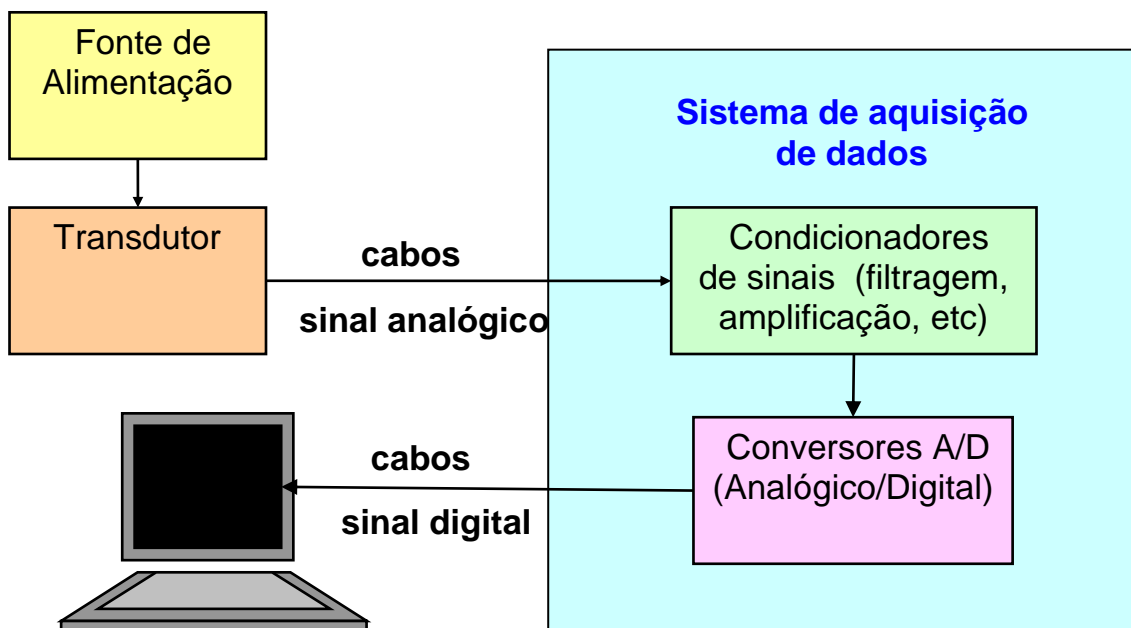 Fonte de
Alimentação
Sistema de aquisição
de dados
Transdutor
cabos
sinal analógico
Condicionadores
de sinais (filtragem,
amplificação, etc)
Conversores A/D
(Analógico/Digital)
cabos
sinal digital